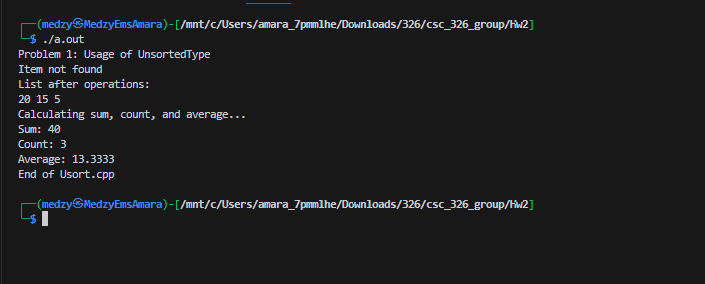 ┌──(medzy㉿MedzyEmsAmara)-[/mnt/c/Users/amara_7pmmlhe/Downloads/326/csc_326_group/Hw2]
└─$ ./a.out
Problem 1: Usage of UnsortedType
Item not found
List after operations:
20 15 5
Calculating sum, count, and average...
Sum: 40
Count: 3
Average: 13.3333
End of Usort.cpp
┌──(medzy㉿MedzyEmsAmara)-[/mnt/c/Users/amara_7pmmlhe/Downloads/326/csc_326_group/Hw2]
└─$